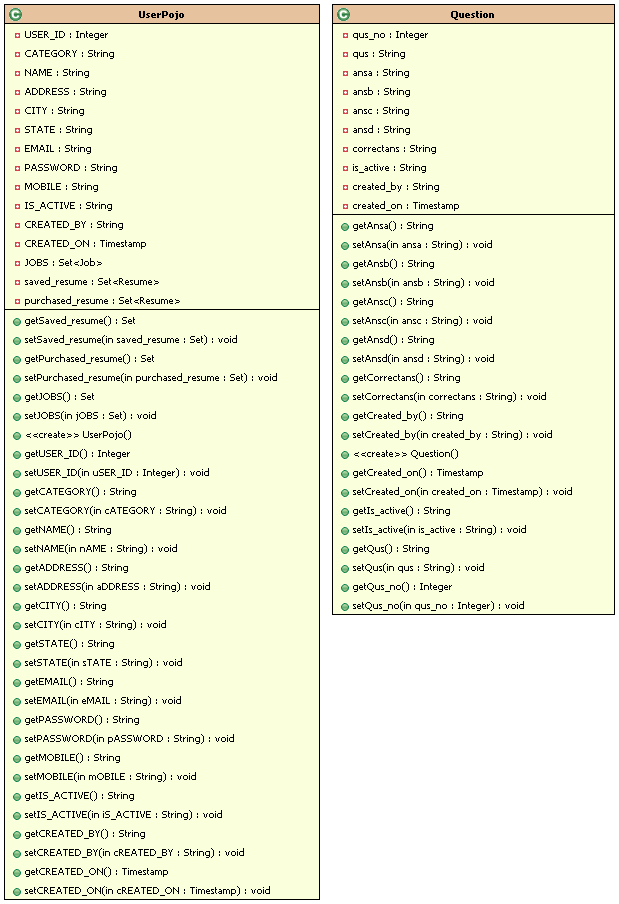 UserPojo
USER_ID : Integer
CATEGORY : String
NAME : String
ADDRESS : String
CITY : String
STATE : String
EMAIL : String
PASSWORD : String
MOBILE : String
IS_ACTIVE : String
CREATED_BY : String
CREATED_ON : Timestamp
JOBS : Set<Job>
saved_resume : Set<Resume>
purchased_resume : Set<Resume>
getSaved_resume() : Set
setSaved_resume(in saved_resume : Set) : void
getPurchased_resume() : Set
setPurchased_resume(in purchased_resume : Set) : void
getJOBS() : Set
setJOBS(in jOBS : Set) : void
<<create>> UserPojo()
getUSER_ID() : Integer
setUSER_ID(in uSER_ID : Integer) : void
getCATEGORY() : String
setCATEGORY(in cATEGORY : String) : void
getNAME() : String
setNAME(in nAME : String) : void
getADDRESS() : String
setADDRESS(in aDDRESS : String) : void
getCITY() : String
setCITY(in cITY : String) : void
getSTATE() : String
setSTATE(in sTATE : String) : void
getEMAIL() : String
setEMAIL(in eMAIL : String) : void
getPASSWORD() : String
setPASSWORD(in pASSWORD : String) : void
getMOBILE() : String
setMOBILE(in mOBILE : String) : void
getIS_ACTIVE() : String
setIS_ACTIVE(in iS_ACTIVE : String) : void
getCREATED_BY() : String
setCREATED_BY(in cREATED_BY : String) : void
getCREATED_ON() : Timestamp
setCREATED_ON(in cREATED_ON : Timestamp) : void
Question
qus_no : Integer
qus : String
ansa : String
ansb : String
ansc : String
ansd : String
correctans : String
is_active : String
created_by : String
created_on : Timestamp
getAnsa() : String
setAnsa(in ansa : String) : void
getAnsb() : String
setAnsb(in ansb : String) : void
getAnsc() : String
setAnsc(in ansc : String) : void
getAnsd() : String
setAnsd(in ansd : String) : void
getCorrectans() : String
setCorrectans(in correctans : String) : void
getCreated_by() : String
setCreated_by(in created_by : String) : void
<<create>> Question()
getCreated_on() : Timestamp
setCreated_on(in created_on : Timestamp) : void
getIs_active() : String
setIs_active(in is_active : String) : void
getQus() : String
setQus(in qus : String) : void
getQus_no() : Integer
setQus_no(in qus_no : Integer) : void